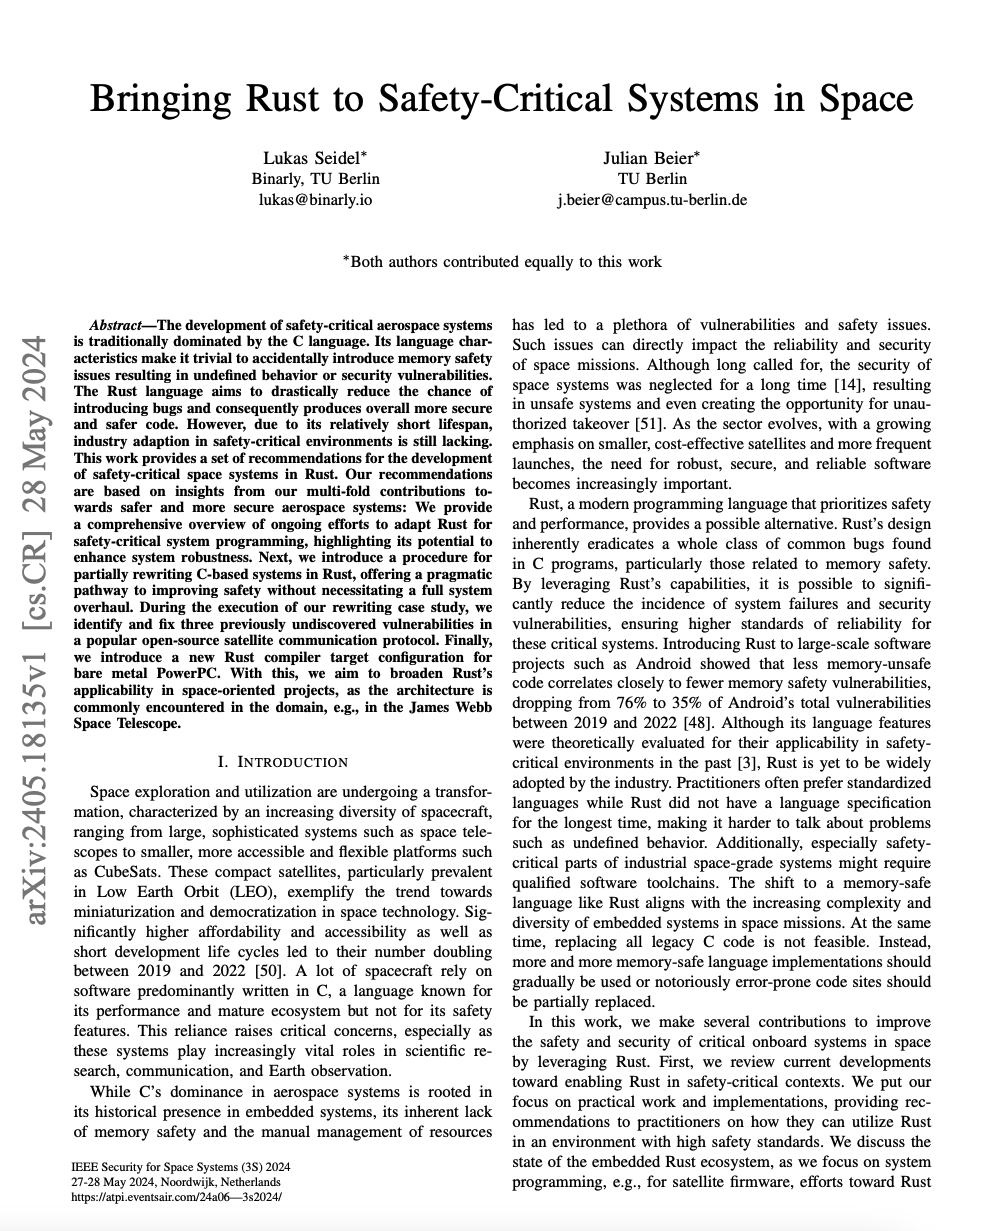 Bringing Rust to Safety-Critical Systems in Space
Lukas Seidel*
Binarly, TU Berlin
lukas@binarly.io
Julian Beier*
TU Berlin
j.beier@campus.tu-berlin.de
*Both authors contributed equally to this work
arXiv:2405.18135v1 [cs.CR] 28 May 2024
Abstract—The development of safety-critical aerospace systems
is traditionally dominated by the C language. Its language char-
acteristics make it trivial to accidentally introduce memory safety
issues resulting in undefined behavior or security vulnerabilities.
The Rust language aims to drastically reduce the chance of
introducing bugs and consequently produces overall more secure
and safer code. However, due to its relatively short lifespan,
industry adaption in safety-critical environments is still lacking.
This work provides a set of recommendations for the development
of safety-critical space systems in Rust. Our recommendations
are based on insights from our multi-fold contributions to-
wards safer and more secure aerospace systems: We provide
a comprehensive overview of ongoing efforts to adapt Rust for
safety-critical system programming, highlighting its potential to
enhance system robustness. Next, we introduce a procedure for
partially rewriting C-based systems in Rust, offering a pragmatic
pathway to improving safety without necessitating a full system
overhaul. During the execution of our rewriting case study, we
identify and fix three previously undiscovered vulnerabilities in
a popular open-source satellite communication protocol. Finally,
we introduce a new Rust compiler target configuration for
bare metal PowerPC. With this, we aim to broaden Rust's
applicability in space-oriented projects, as the architecture is
commonly encountered in the domain, e.g., in the James Webb
Space Telescope.
I. INTRODUCTION
Space exploration and utilization are undergoing a transfor-
mation, characterized by an increasing diversity of spacecraft,
ranging from large, sophisticated systems such as space tele-
scopes to smaller, more accessible and flexible platforms such
as CubeSats. These compact satellites, particularly prevalent
in Low Earth Orbit (LEO), exemplify the trend towards
miniaturization and democratization in space technology. Sig-
nificantly higher affordability and accessibility as well as
short development life cycles led to their number doubling
between 2019 and 2022 [50]. A lot of spacecraft rely on
software predominantly written in C, a language known for
its performance and mature ecosystem but not for its safety
features. This reliance raises critical concerns, especially as
these systems play increasingly vital roles in scientific re-
search, communication, and Earth observation.
While C's dominance in aerospace systems is rooted in
its historical presence in embedded systems, its inherent lack
of memory safety and the manual management of resources
IEEE Security for Space Systems (3S) 2024
27-28 May 2024, Noordwijk, Netherlands
https://atpi.eventsair.com/24a06—3s2024/
has led to a plethora of vulnerabilities and safety issues.
Such issues can directly impact the reliability and security
of space missions. Although long called for, the security of
space systems was neglected for a long time [14], resulting
in unsafe systems and even creating the opportunity for unau-
thorized takeover [51]. As the sector evolves, with a growing
emphasis on smaller, cost-effective satellites and more frequent
launches, the need for robust, secure, and reliable software
becomes increasingly important.
Rust, a modern programming language that prioritizes safety
and performance, provides a possible alternative. Rust's design
inherently eradicates a whole class of common bugs found
in C programs, particularly those related to memory safety.
By leveraging Rust's capabilities, it is possible to signifi-
cantly reduce the incidence of system failures and security
vulnerabilities, ensuring higher standards of reliability for
these critical systems. Introducing Rust to large-scale software
projects such as Android showed that less memory-unsafe
code correlates closely to fewer memory safety vulnerabilities,
dropping from 76% to 35% of Android's total vulnerabilities
between 2019 and 2022 [48]. Although its language features
were theoretically evaluated for their applicability in safety-
critical environments in the past [3], Rust is yet to be widely
adopted by the industry. Practitioners often prefer standardized
languages while Rust did not have a language specification
for the longest time, making it harder to talk about problems
such as undefined behavior. Additionally, especially safety-
critical parts of industrial space-grade systems might require
qualified software toolchains. The shift to a memory-safe
language like Rust aligns with the increasing complexity and
diversity of embedded systems in space missions. At the same
time, replacing all legacy C code is not feasible. Instead,
more and more memory-safe language implementations should
gradually be used or notoriously error-prone code sites should
be partially replaced.
In this work, we make several contributions to improve
the safety and security of critical onboard systems in space
by leveraging Rust. First, we review current developments
toward enabling Rust in safety-critical contexts. We put our
focus on practical work and implementations, providing rec-
ommendations to practitioners on how they can utilize Rust
in an environment with high safety standards. We discuss the
state of the embedded Rust ecosystem, as we focus on system
programming, e.g., for satellite firmware, efforts toward Rust